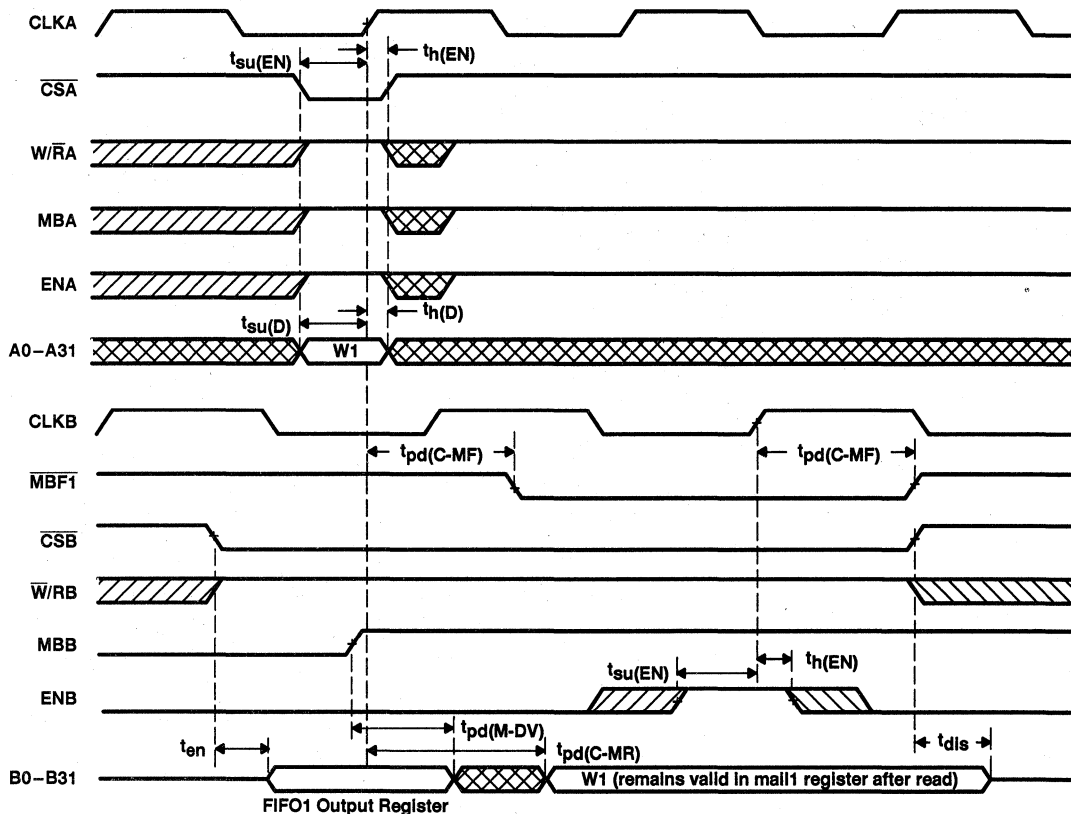 CLKA
tsu(EN)
th(EN)
CSA
W/RA
MBA
ENA
tsu(D)
th(D)
A0–A31
W1
CLKB
tpd(C-MF)
tpd(C-MF)
MBF1
CSB
W/RB
MBB
tsu(EN)
th(EN)
ENB
ten
tpd(M-DV)
tpd(C-MR)
tdis
B0–B31
W1 (remains valid in mail1 register after read)
FIFO1 Output Register